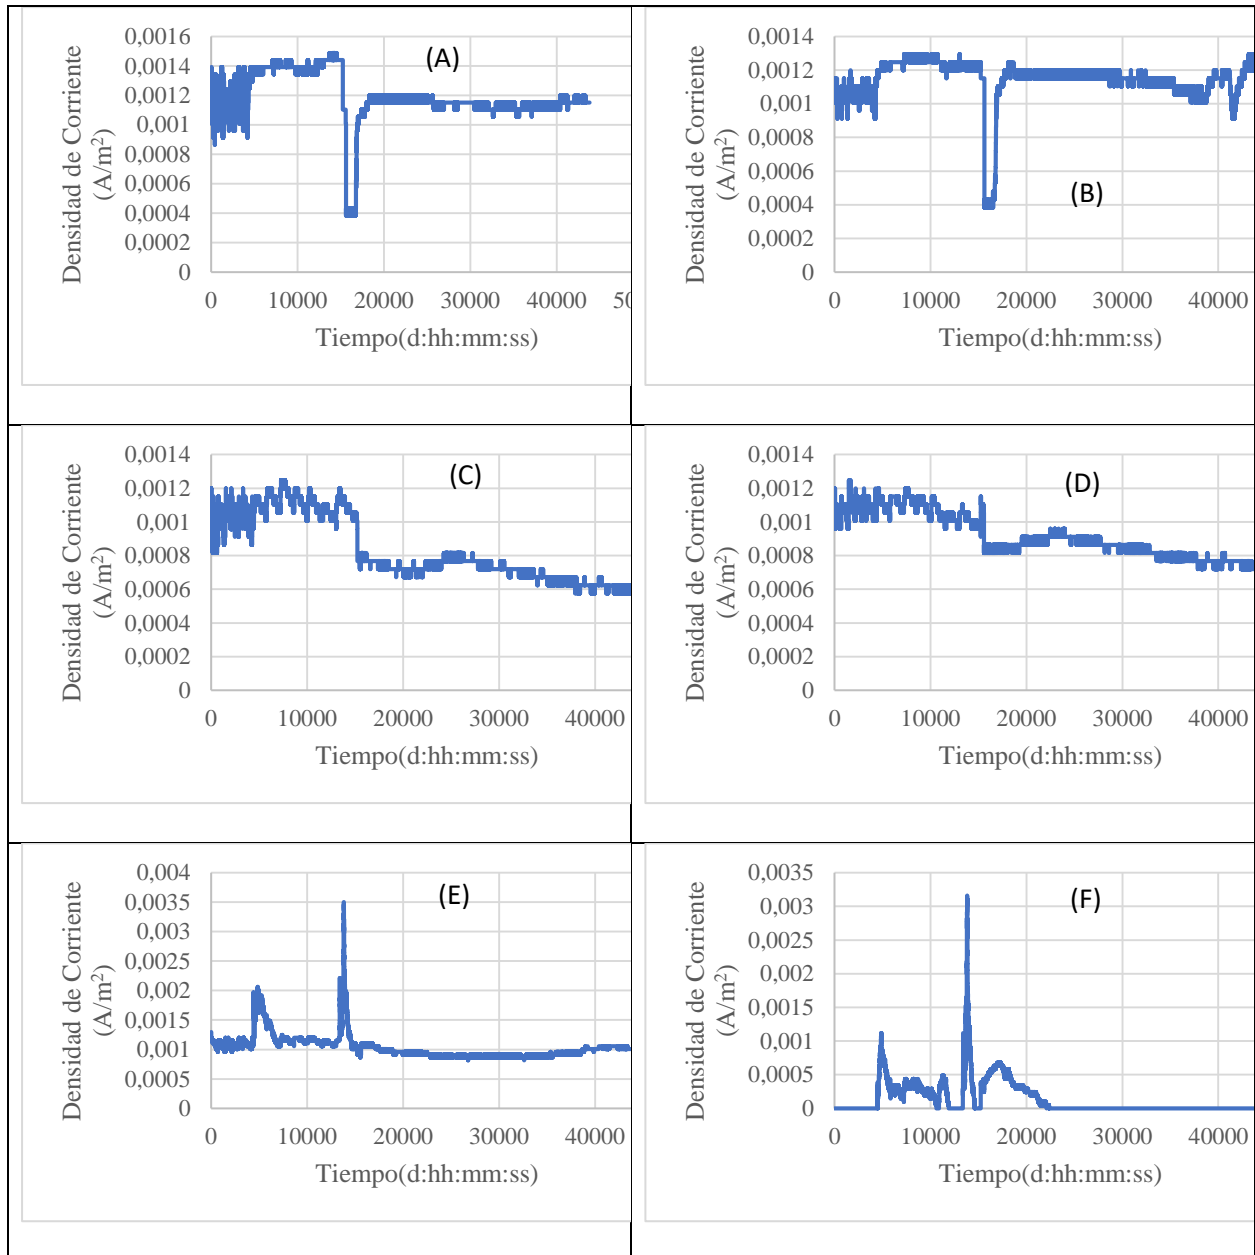 (A)
Densidad de Corriente
(A/m²)
0,0016
0,0014
0,0012
0,001
0,0008
0,0006
0,0004
0,0002
0
0 10000 20000 30000 40000 50
Tiempo(d:hh:mm:ss)
(B)
Densidad de Corriente
(A/m²)
0,0014
0,0012
0,001
0,0008
0,0006
0,0004
0,0002
0
0 10000 20000 30000 40000
Tiempo(d:hh:mm:ss)
(C)
Densidad de Corriente
(A/m²)
0,0014
0,0012
0,001
0,0008
0,0006
0,0004
0,0002
0
0 10000 20000 30000 40000
Tiempo(d:hh:mm:ss)
(D)
Densidad de Corriente
(A/m²)
0,0014
0,0012
0,001
0,0008
0,0006
0,0004
0,0002
0
0 10000 20000 30000 40000
Tiempo(d:hh:mm:ss)
(E)
Densidad de Corriente
(A/m²)
0,004
0,0035
0,003
0,0025
0,002
0,0015
0,001
0,0005
0
0 10000 20000 30000 40000
Tiempo(d:hh:mm:ss)
(F)
Densidad de Corriente
(A/m²)
0,0035
0,003
0,0025
0,002
0,0015
0,001
0,0005
0
0 10000 20000 30000 40000
Tiempo(d:hh:mm:ss)